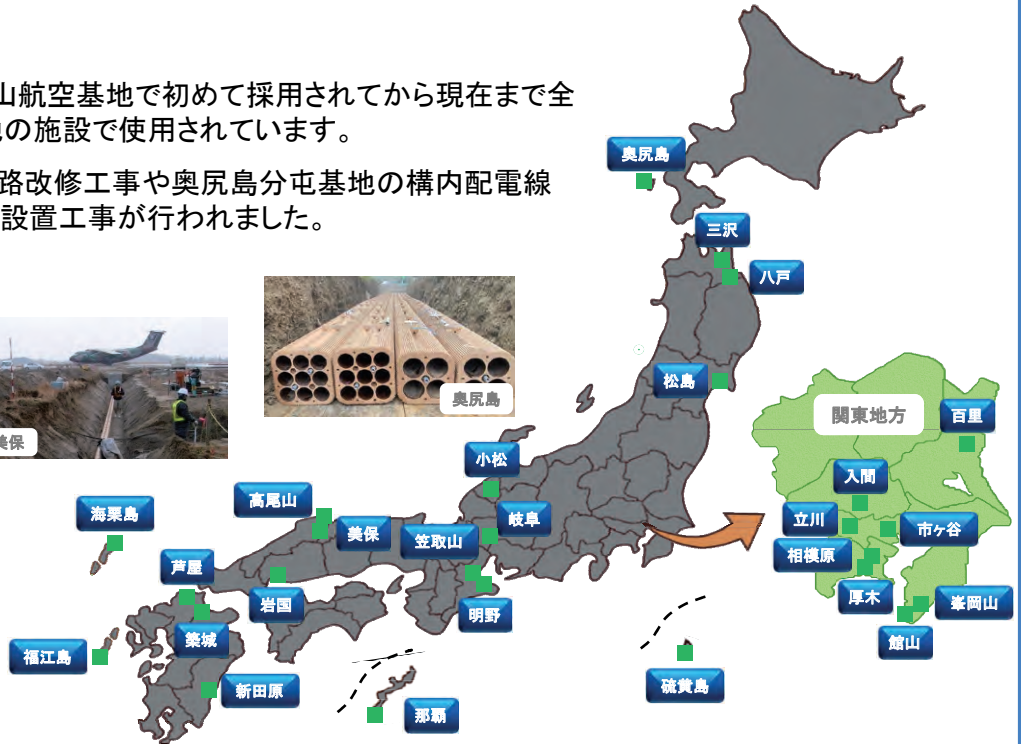 山航空基地で初めて採用されてから現在まで全
の施設で使用されています。
路改修工事や奥尻島分屯基地の構内配電線
設置工事が行われました。
奥尻島
三沢
八戸
松島
美保
奥尻島
関東地方
百里
入間
立川
市ヶ谷
相模原
厚木
峯岡山
館山
小松
高尾山
岐阜
海栗島
美保
笠取山
芦屋
岩国
明野
築城
福江島
新田原
那覇
硫黄島